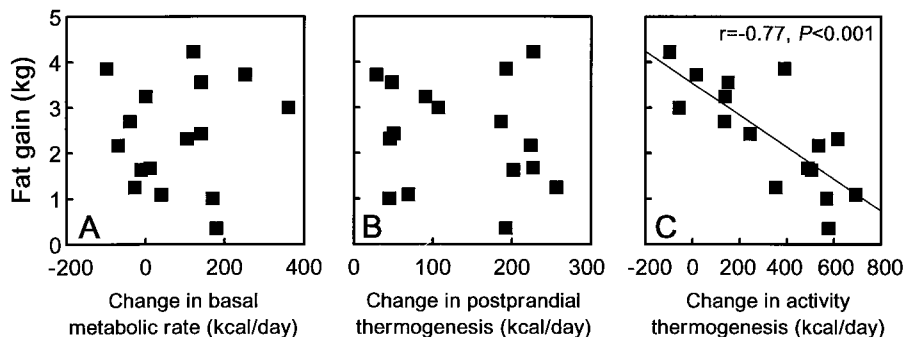 r=-0.77, P<0.001
Fat gain (kg)
5
4
3
2
1
0
A
B
C
-200 0 200 400
0 100 200 300
-200 0 200 400 600 800
Change in basal
metabolic rate (kcal/day)
Change in postprandial
thermogenesis (kcal/day)
Change in activity
thermogenesis (kcal/day)